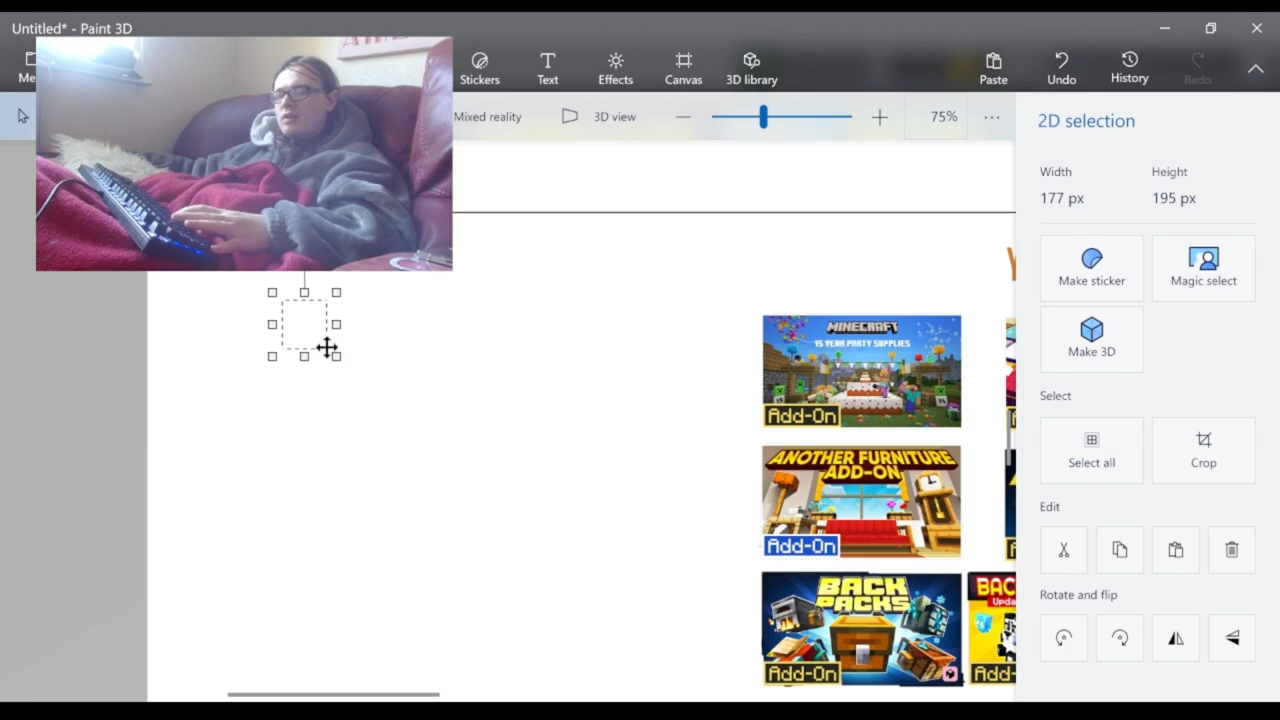 Untitled* - Paint 3D
Me
Stickers
Text
Effects
Canvas
3D library
Paste
Undo
History
Redo
Mixed reality
3D view
75%
2D selection
Width
Height
177 px
195 px
Make sticker
Magic select
Make 3D
Select
Select all
Crop
Edit
Rotate and flip
MINECRAFT
15 YEAR PARTY SUPPLIES
Add-On
ANOTHER FURNITURE
ADD-ON
Add-On
BACK
PACKS
Add-On
BAC
Upda
Add-